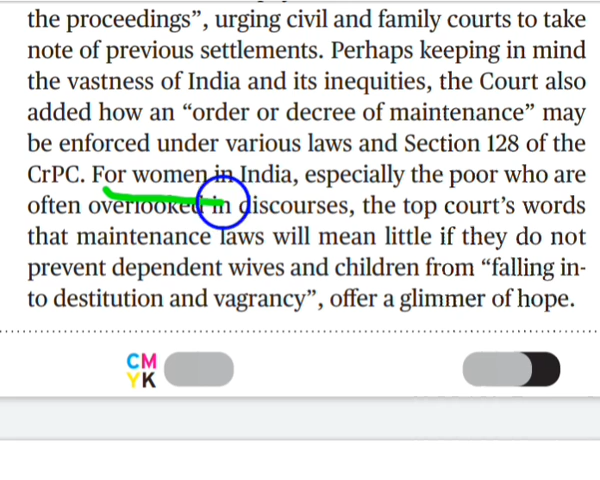 the proceedings”, urging civil and family courts to take
note of previous settlements. Perhaps keeping in mind
the vastness of India and its inequities, the Court also
added how an “order or decree of maintenance” may
be enforced under various laws and Section 128 of the
CrPC. For women in India, especially the poor who are
often overlooked in discourses, the top court’s words
that maintenance laws will mean little if they do not
prevent dependent wives and children from “falling in-
to destitution and vagrancy”, offer a glimmer of hope.
CM
YK